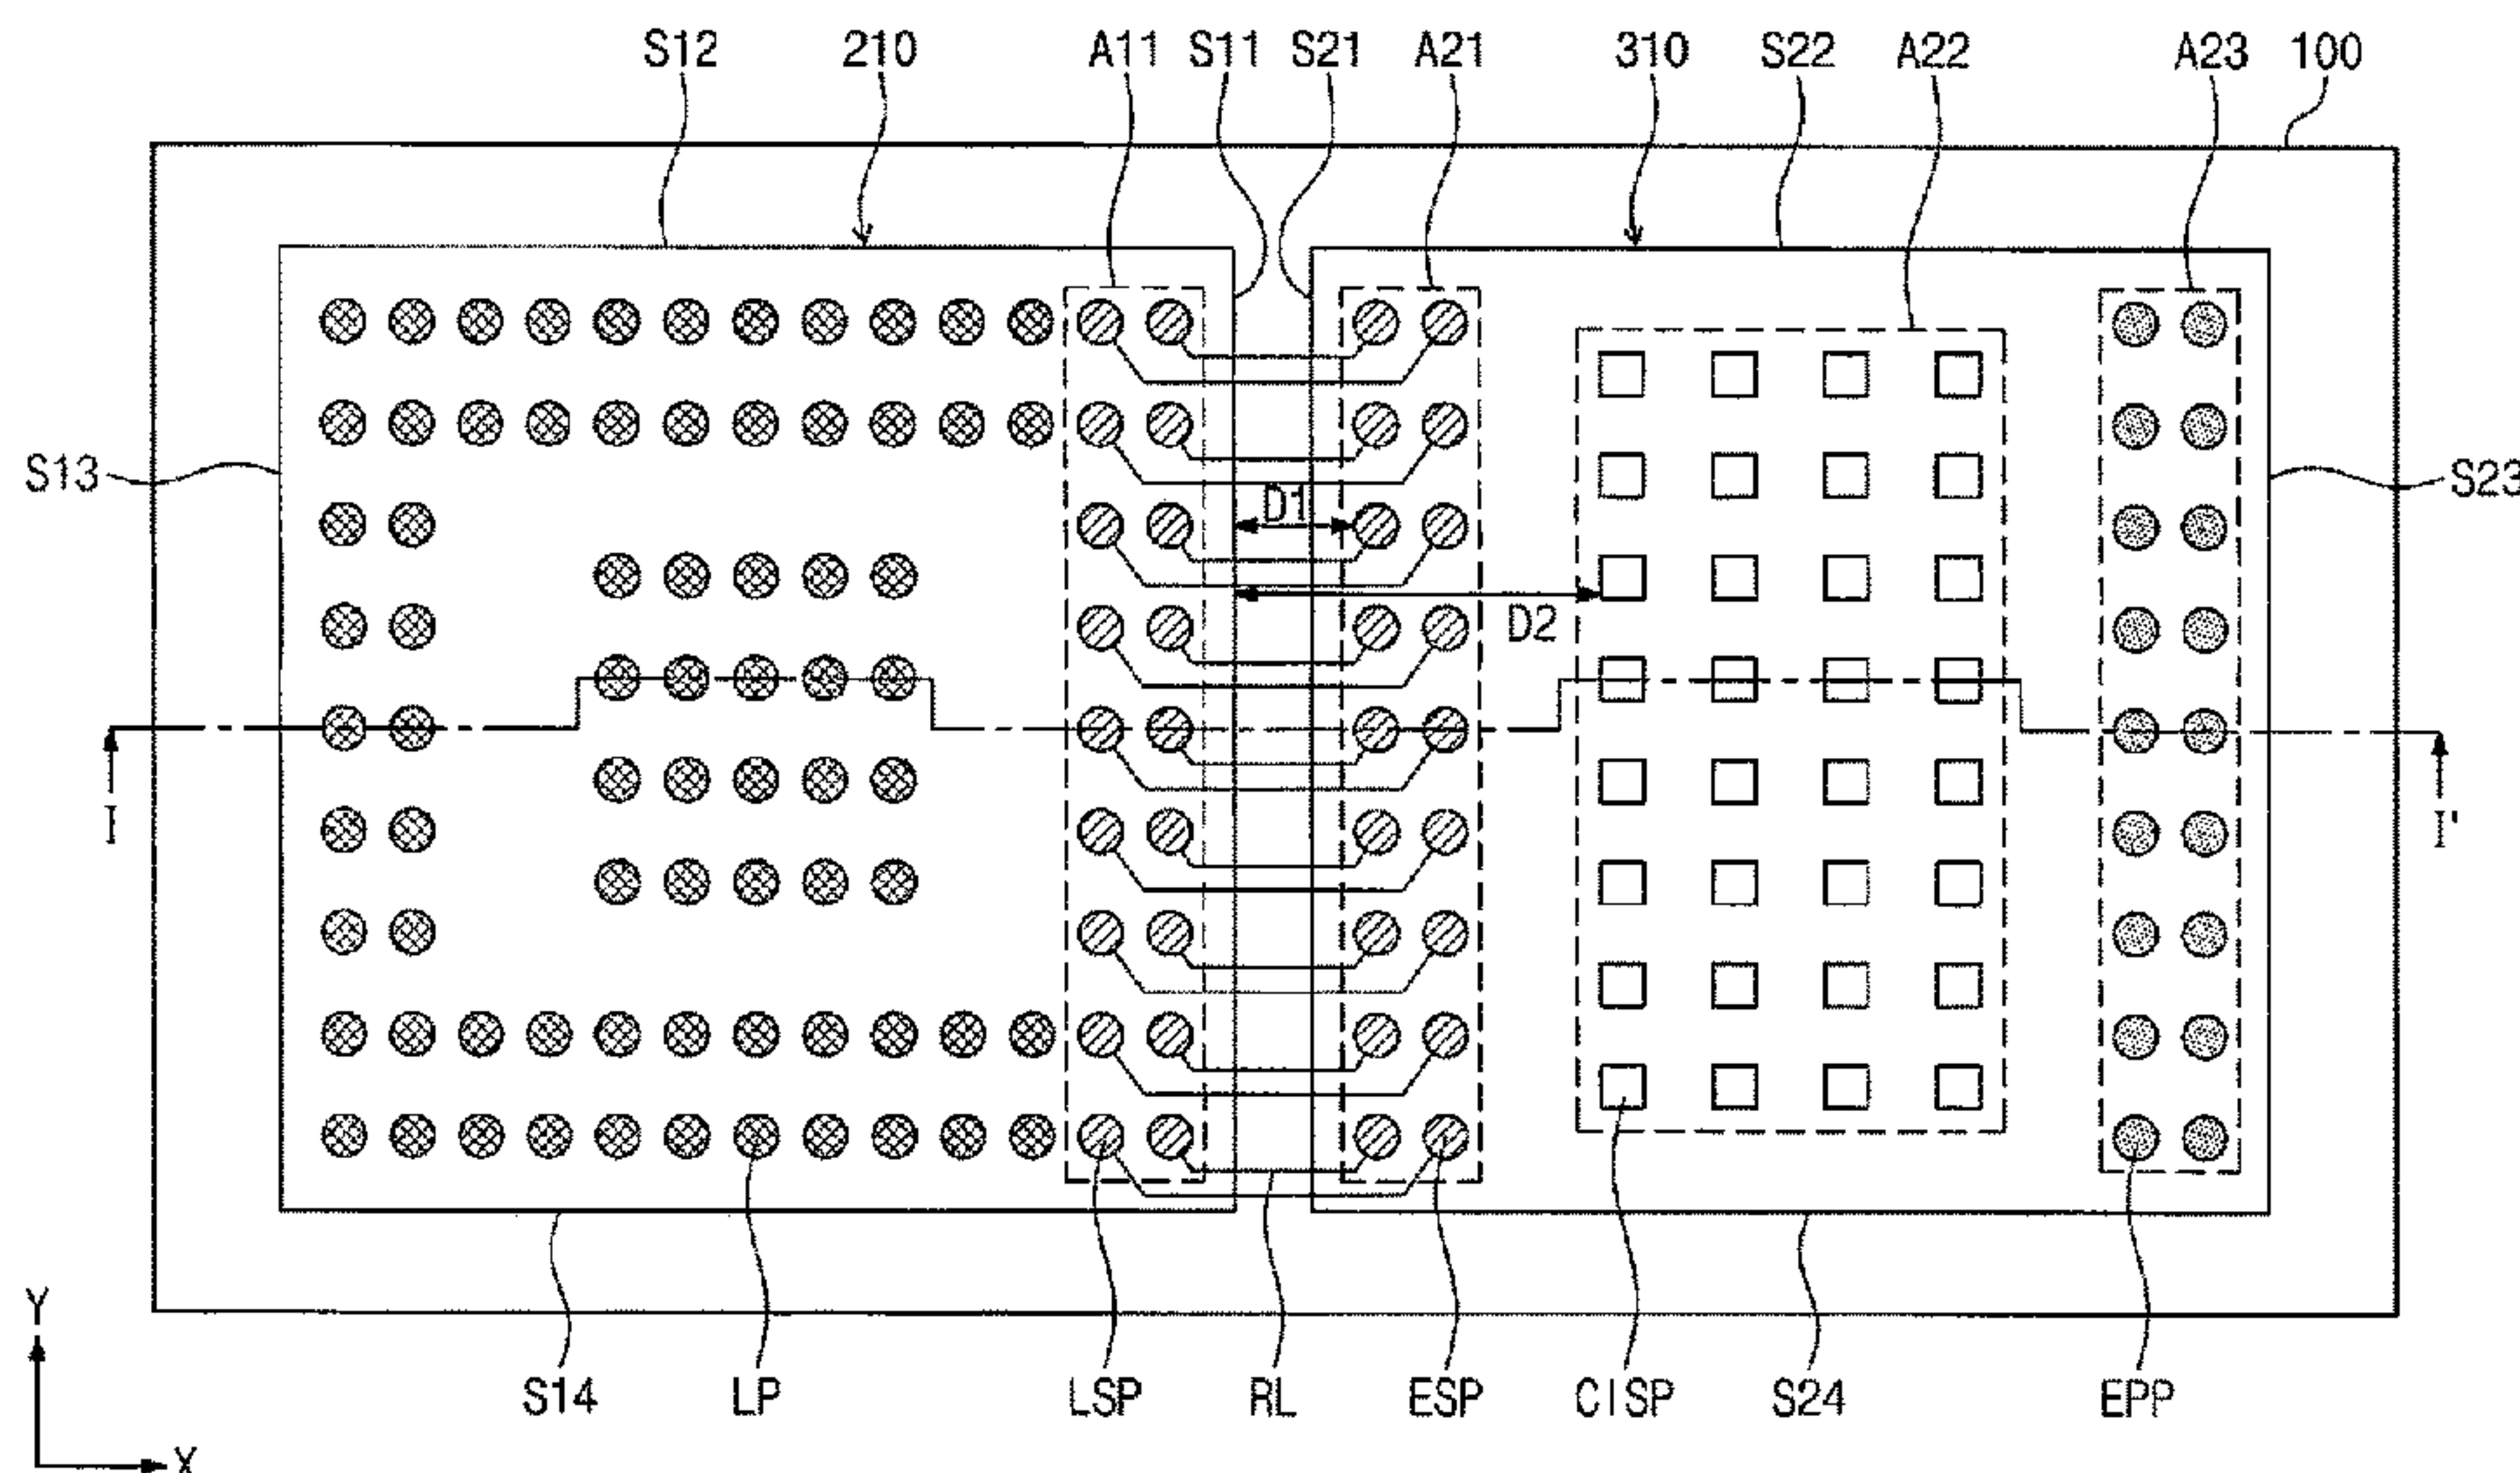 S12 210 A11 S11 S21 A21 310 S22 A22 A23 100
S13 S23
D1
D2
I I'
Y
X
S14 LP LSP RL ESP CISP S24 EPP